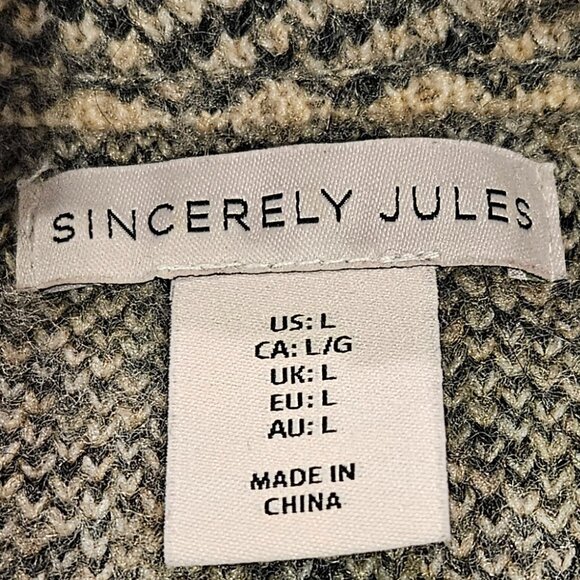 SINCERELY JULES
US: L
CA: L/G
UK: L
EU: L
AU: L
MADE IN
CHINA